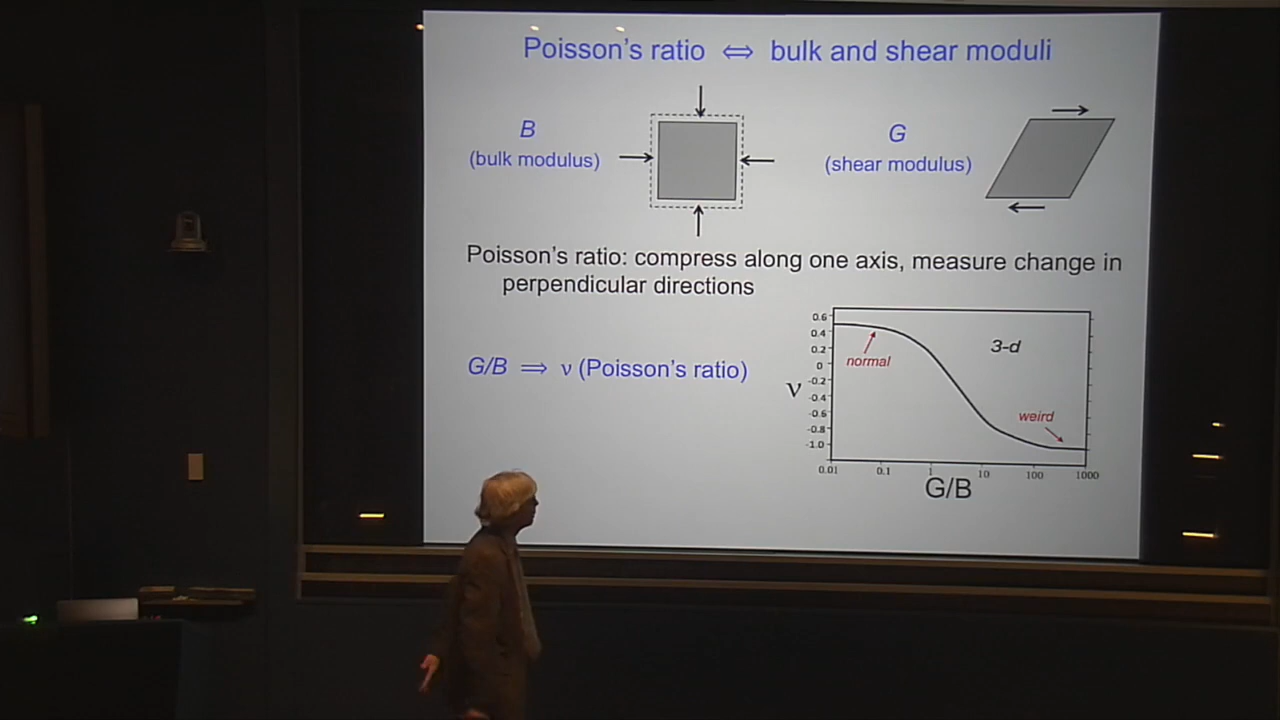 Poisson's ratio ⇔ bulk and shear moduli
B
(bulk modulus)
G
(shear modulus)
Poisson's ratio: compress along one axis, measure change in
perpendicular directions
G/B ⟹ ν (Poisson's ratio)
0.6
0.4
0.2
0
-0.2
-0.4
-0.6
-0.8
-1.0
ν
normal
3-d
weird
0.01
0.1
1
10
100
1000
G/B